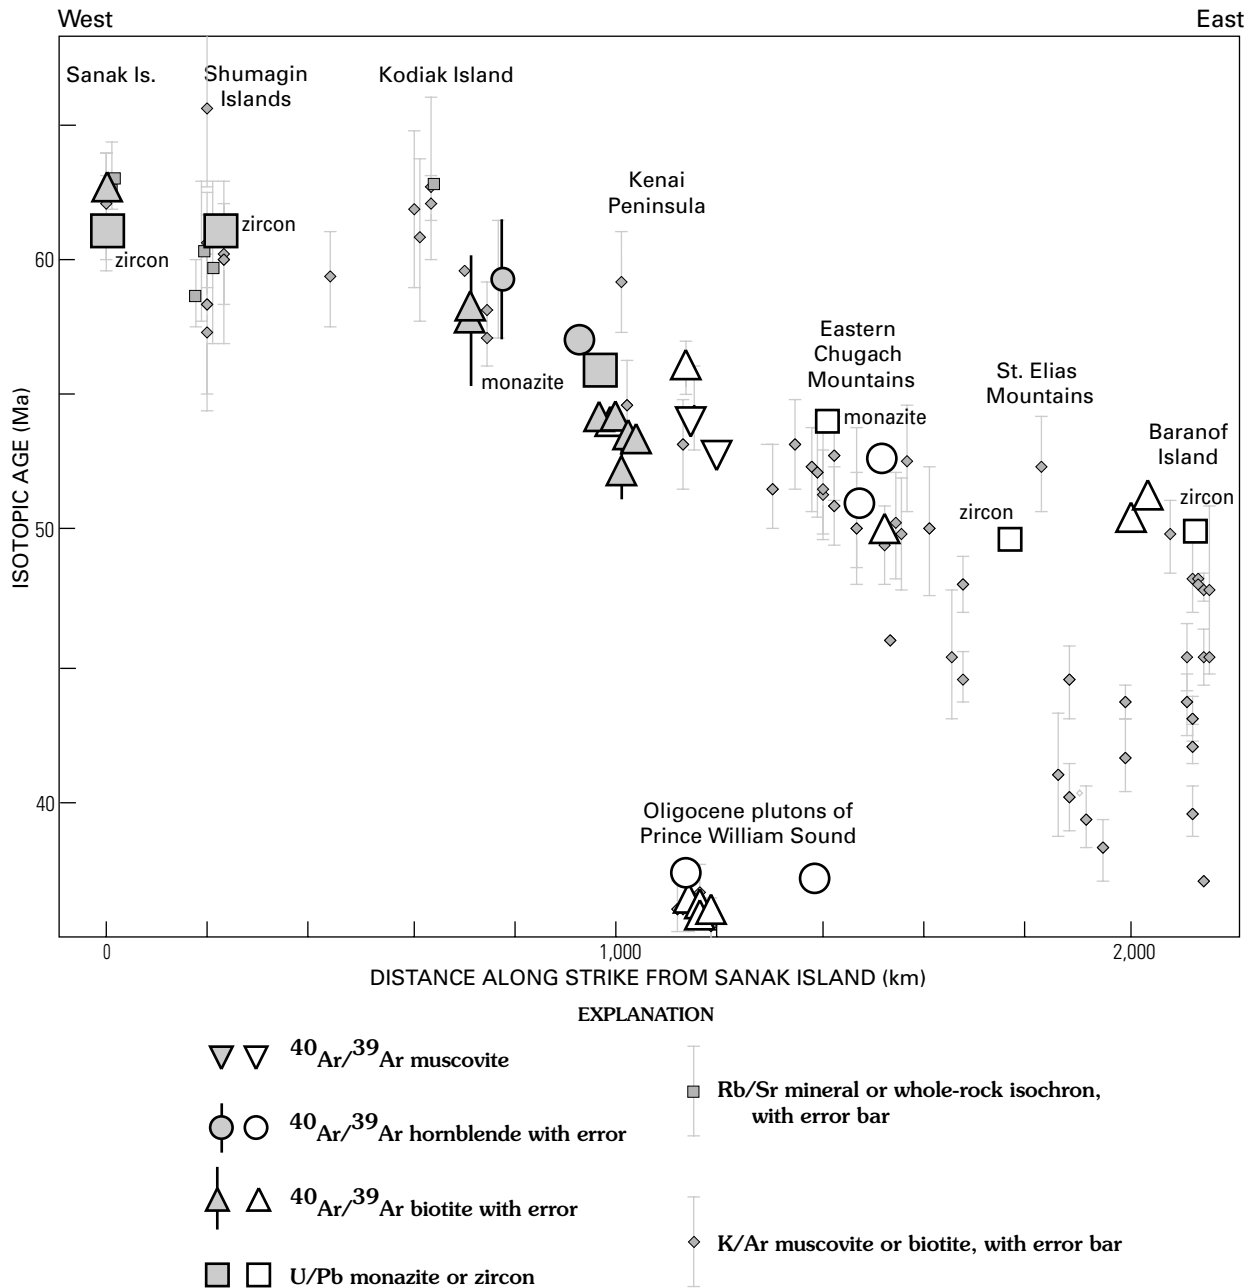 West
East
Sanak Is.
Shumagin
Islands
Kodiak Island
Kenai
Peninsula
Eastern
Chugach
Mountains
St. Elias
Mountains
Baranof
Island
zircon
zircon
monazite
monazite
zircon
zircon
60
50
40
ISOTOPIC AGE (Ma)
Oligocene plutons of
Prince William Sound
0
1,000
2,000
DISTANCE ALONG STRIKE FROM SANAK ISLAND (km)
EXPLANATION
40Ar/39Ar muscovite
40Ar/39Ar hornblende with error
40Ar/39Ar biotite with error
U/Pb monazite or zircon
Rb/Sr mineral or whole-rock isochron,
with error bar
K/Ar muscovite or biotite, with error bar